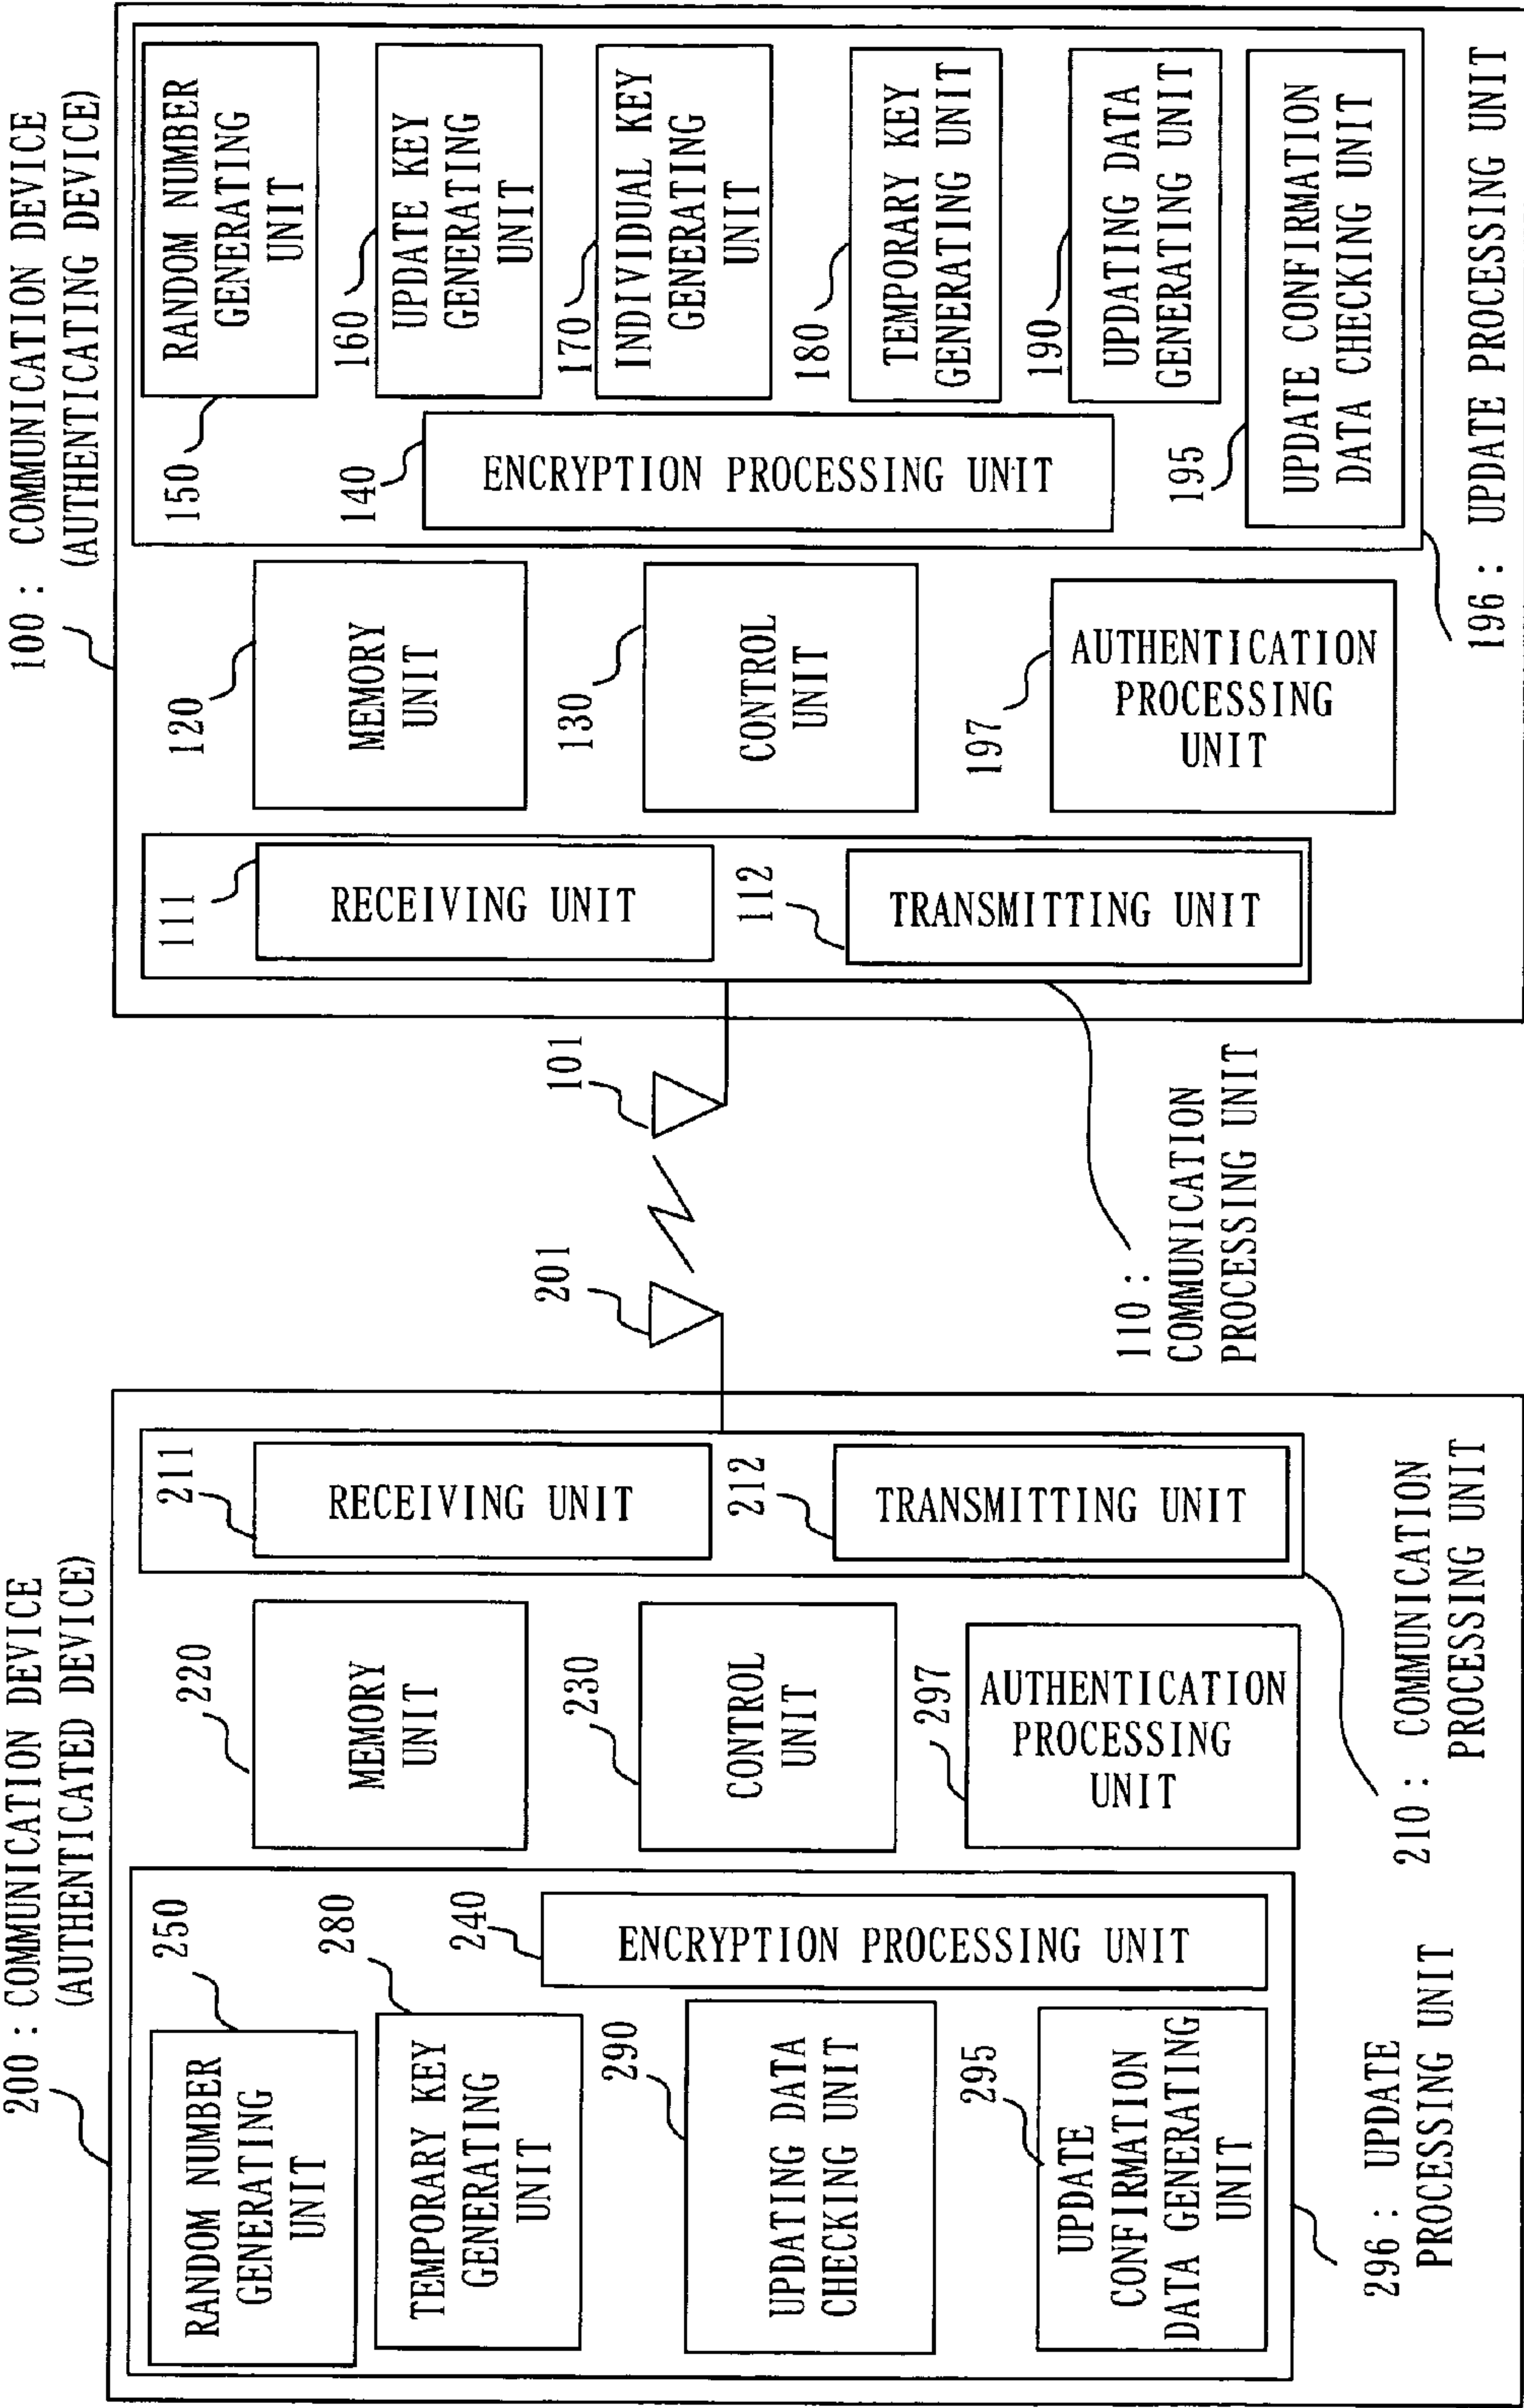 200 : COMMUNICATION DEVICE
(AUTHENTICATED DEVICE)
250
RANDOM NUMBER
GENERATING
UNIT
280
TEMPORARY KEY
GENERATING
UNIT
240
ENCRYPTION PROCESSING UNIT
290
UPDATING DATA
CHECKING UNIT
295
UPDATE
CONFIRMATION
DATA GENERATING
UNIT
296 : UPDATE
PROCESSING UNIT
220
MEMORY
UNIT
230
CONTROL
UNIT
297
AUTHENTICATION
PROCESSING
UNIT
211
RECEIVING UNIT
212
TRANSMITTING UNIT
210 : COMMUNICATION
PROCESSING UNIT
201
101
110 :
COMMUNICATION
PROCESSING UNIT
100 : COMMUNICATION DEVICE
(AUTHENTICATING DEVICE)
111
RECEIVING UNIT
112
TRANSMITTING UNIT
120
MEMORY
UNIT
130
CONTROL
UNIT
197
AUTHENTICATION
PROCESSING
UNIT
150
RANDOM NUMBER
GENERATING
UNIT
140
ENCRYPTION PROCESSING UNIT
160
UPDATE KEY
GENERATING
UNIT
170
INDIVIDUAL KEY
GENERATING
UNIT
180
TEMPORARY KEY
GENERATING UNIT
190
UPDATING DATA
GENERATING UNIT
195
UPDATE CONFIRMATION
DATA CHECKING UNIT
196 : UPDATE PROCESSING UNIT